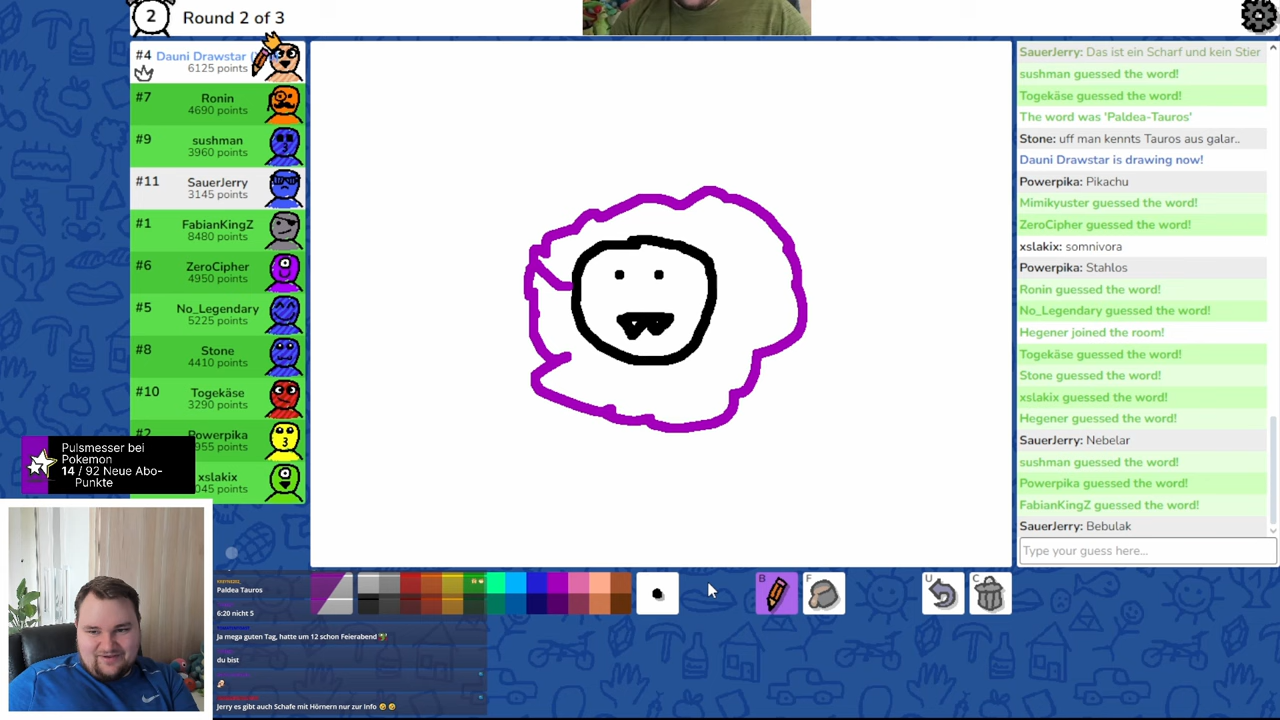 2
Round 2 of 3
#4 Dauni Drawstar
6125 points
#7 Ronin
4690 points
#9 sushman
3960 points
#11 SauerJerry
3145 points
#1 FabianKingZ
8480 points
#6 ZeroCipher
4950 points
#5 No_Legendary
5225 points
#8 Stone
4410 points
#10 Togekäse
3290 points
#2 Powerpika
955 points
xslakix
045 points
Pulsmesser bei
Pokemon
14 / 92 Neue Abo-
Punkte
SauerJerry: Das ist ein Scharf und kein Stier
sushman guessed the word!
Togekäse guessed the word!
The word was 'Paldea-Tauros'
Stone: uff man kennts Tauros aus galar..
Dauni Drawstar is drawing now!
Powerpika: Pikachu
Mimikyuster guessed the word!
ZeroCipher guessed the word!
xslakix: somnivora
Powerpika: Stahlos
Ronin guessed the word!
No_Legendary guessed the word!
Hegener joined the room!
Togekäse guessed the word!
Stone guessed the word!
xslakix guessed the word!
Hegener guessed the word!
SauerJerry: Nebelar
sushman guessed the word!
Powerpika guessed the word!
FabianKingZ guessed the word!
SauerJerry: Bebulak
Type your guess here...
B
F
U
C
Paldea Tauros
6:20 nicht 5
Ja mega guten Tag, hatte um 12 schon Feierabend
du bist
Jerry es gibt auch Schafe mit Hörnern nur zur Info